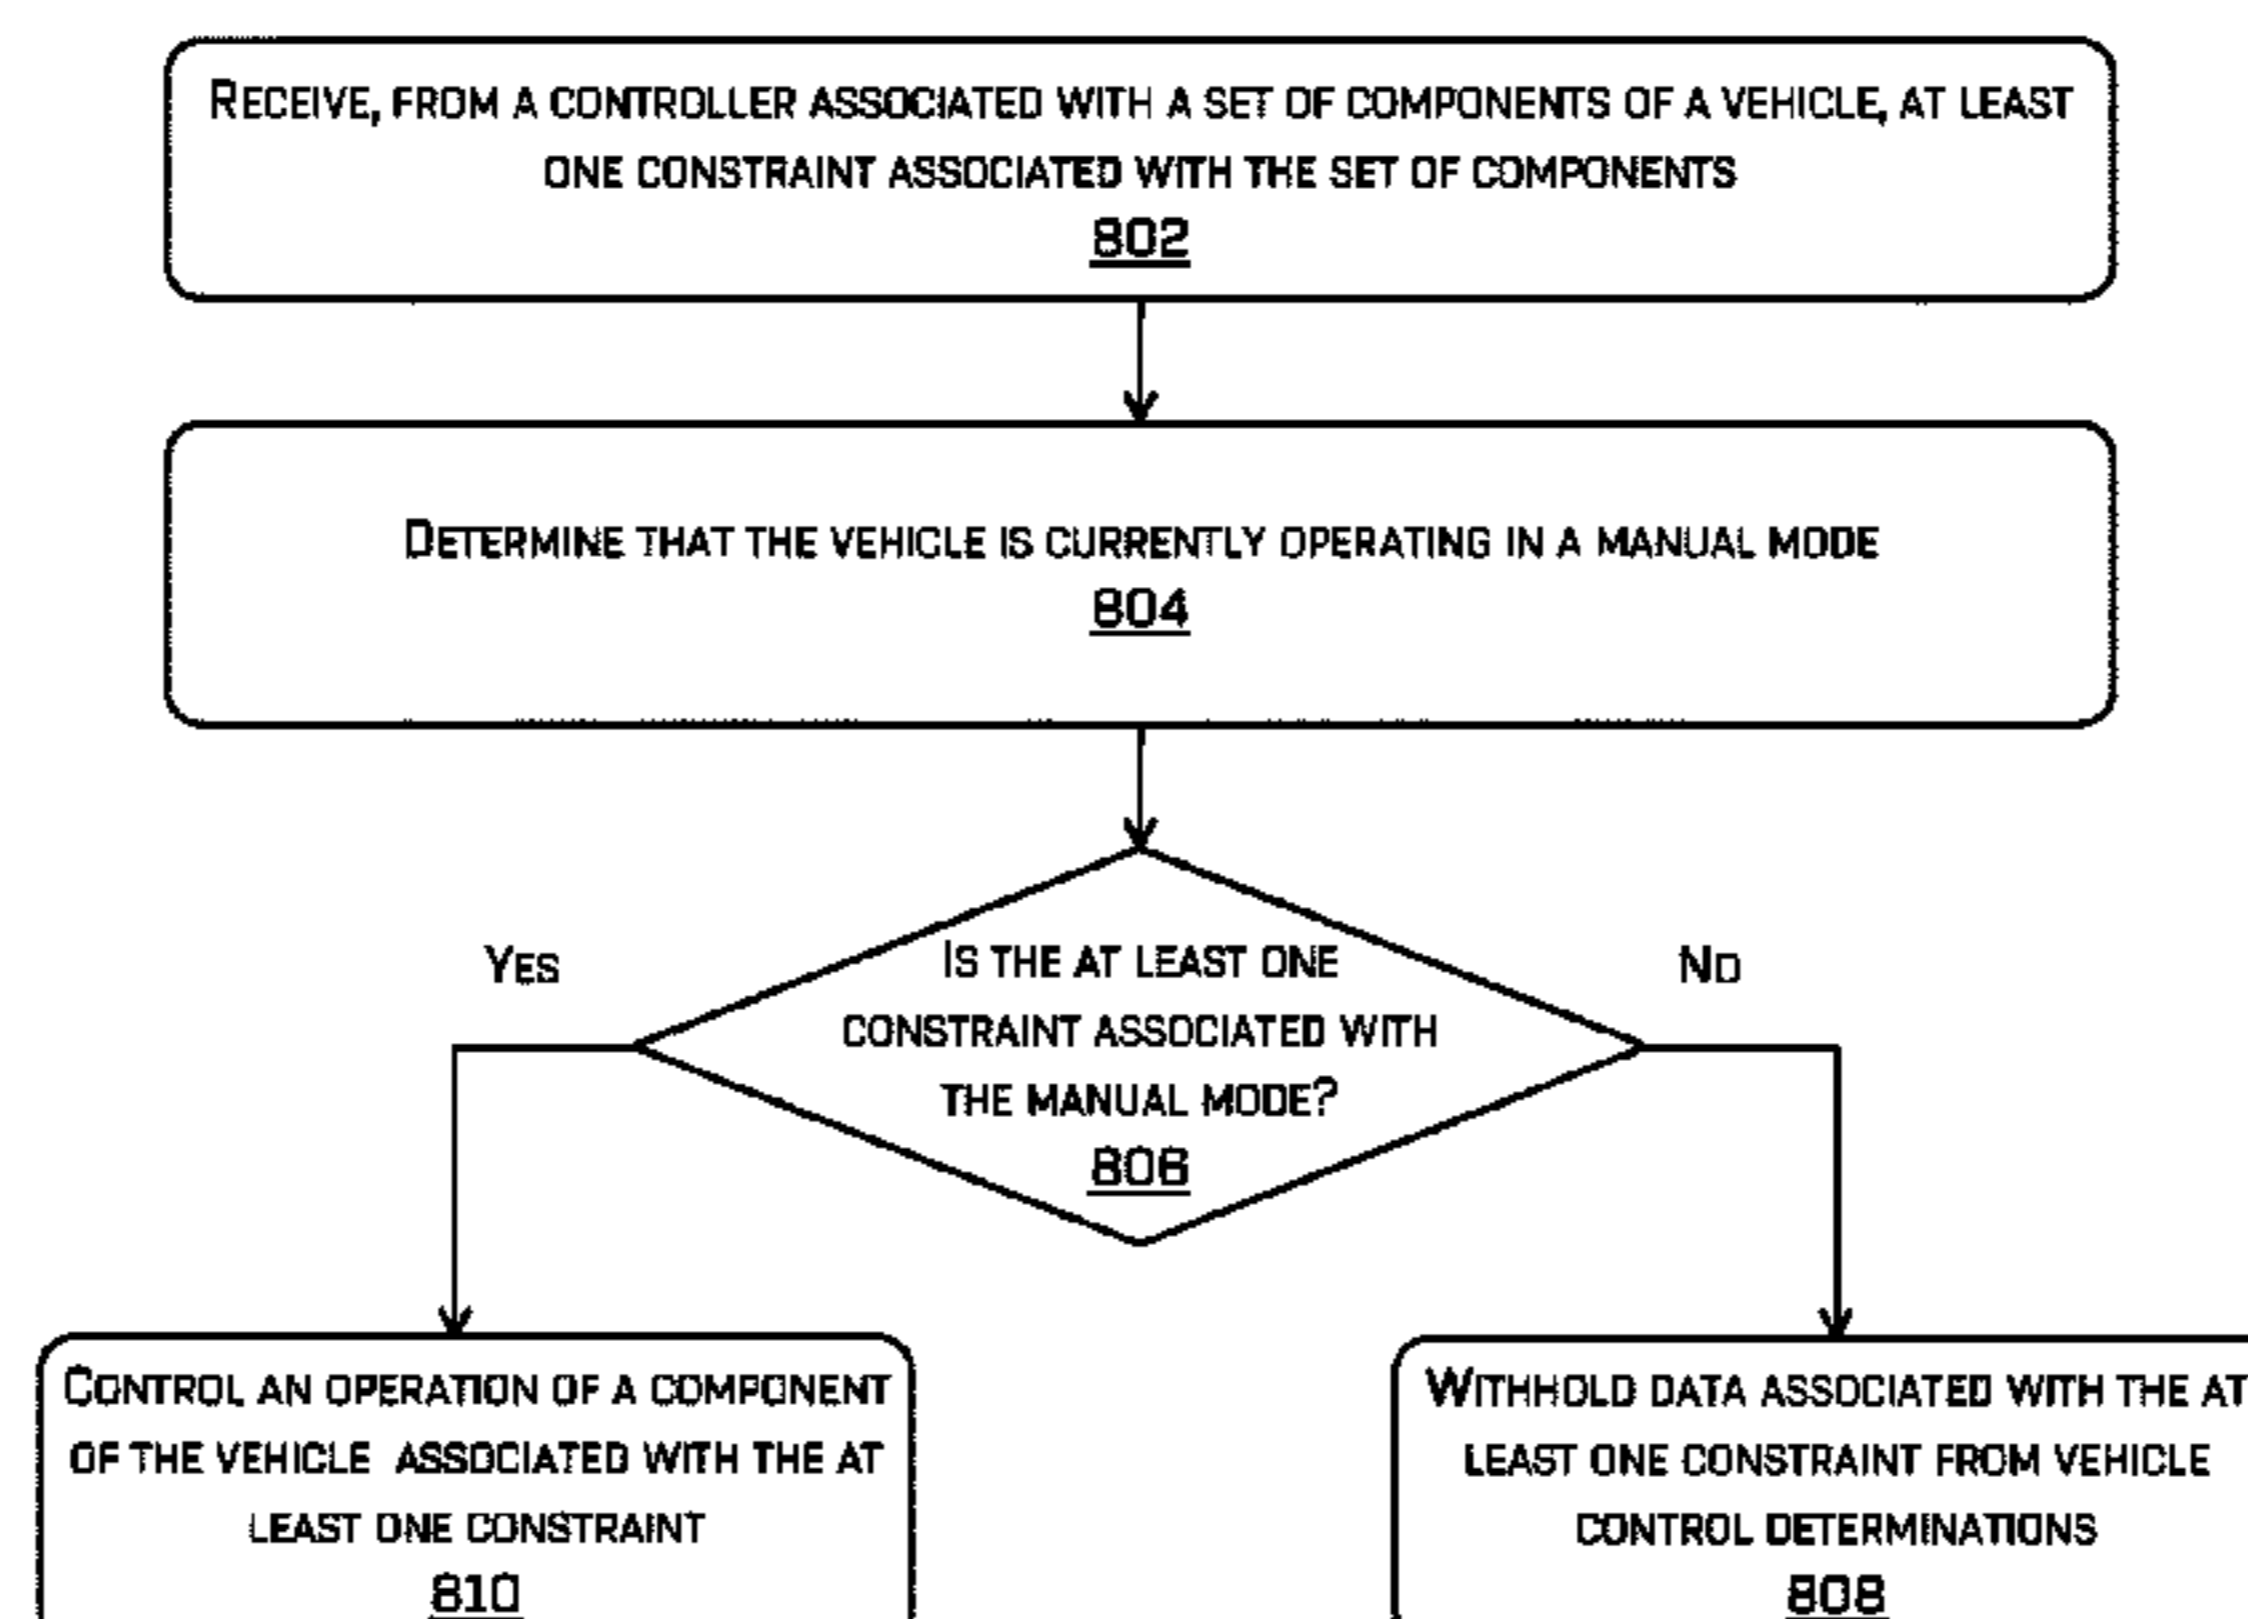 RECEIVE, FROM A CONTROLLER ASSOCIATED WITH A SET OF COMPONENTS OF A VEHICLE, AT LEAST
ONE CONSTRAINT ASSOCIATED WITH THE SET OF COMPONENTS
802
DETERMINE THAT THE VEHICLE IS CURRENTLY OPERATING IN A MANUAL MODE
804
YES
NO
IS THE AT LEAST ONE
CONSTRAINT ASSOCIATED WITH
THE MANUAL MODE?
806
CONTROL AN OPERATION OF A COMPONENT
OF THE VEHICLE ASSOCIATED WITH THE AT
LEAST ONE CONSTRAINT
810
WITHHOLD DATA ASSOCIATED WITH THE AT
LEAST ONE CONSTRAINT FROM VEHICLE
CONTROL DETERMINATIONS
808